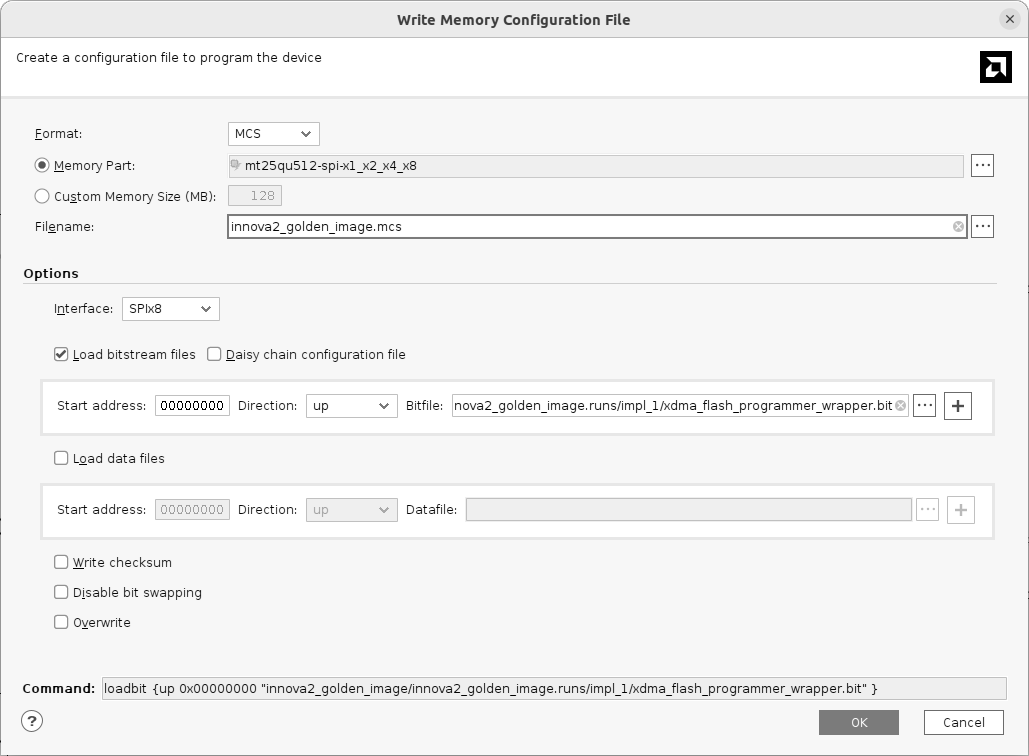 Write Memory Configuration File
Create a configuration file to program the device
Format: MCS
Memory Part: mt25qu512-spi-x1_x2_x4_x8 ...
Custom Memory Size (MB): 128
Filename: innova2_golden_image.mcs ...
Options
Interface: SPIx8
Load bitstream files Daisy chain configuration file
Start address: 00000000 Direction: up Bitfile: nova2_golden_image.runs/impl_1/xdma_flash_programmer_wrapper.bit ... +
Load data files
Start address: 00000000 Direction: up Datafile: ... +
Write checksum
Disable bit swapping
Overwrite
Command: loadbit {up 0x00000000 "innova2_golden_image/innova2_golden_image.runs/impl_1/xdma_flash_programmer_wrapper.bit" }
? OK Cancel